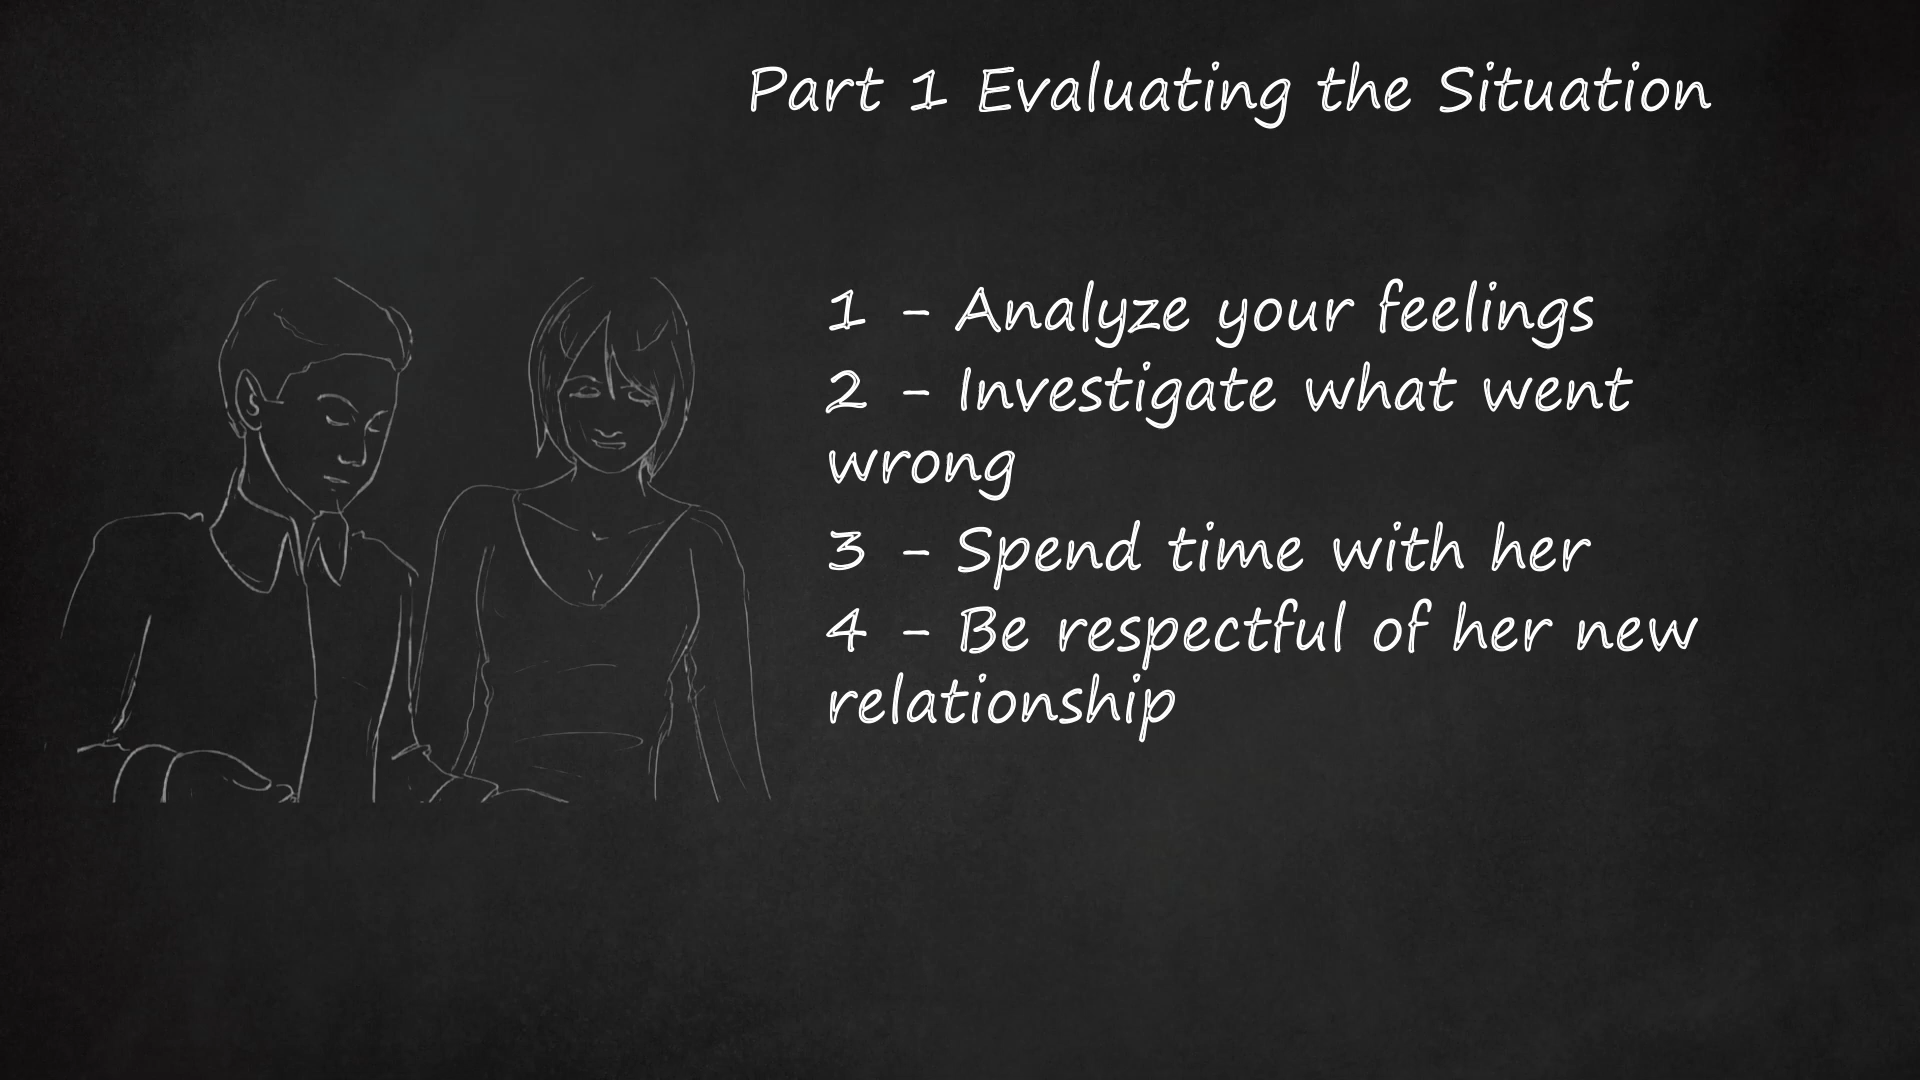 Part 1 Evaluating the Situation
1 - Analyze your feelings
2 - Investigate what went
wrong
3 - Spend time with her
4 - Be respectful of her new
relationship